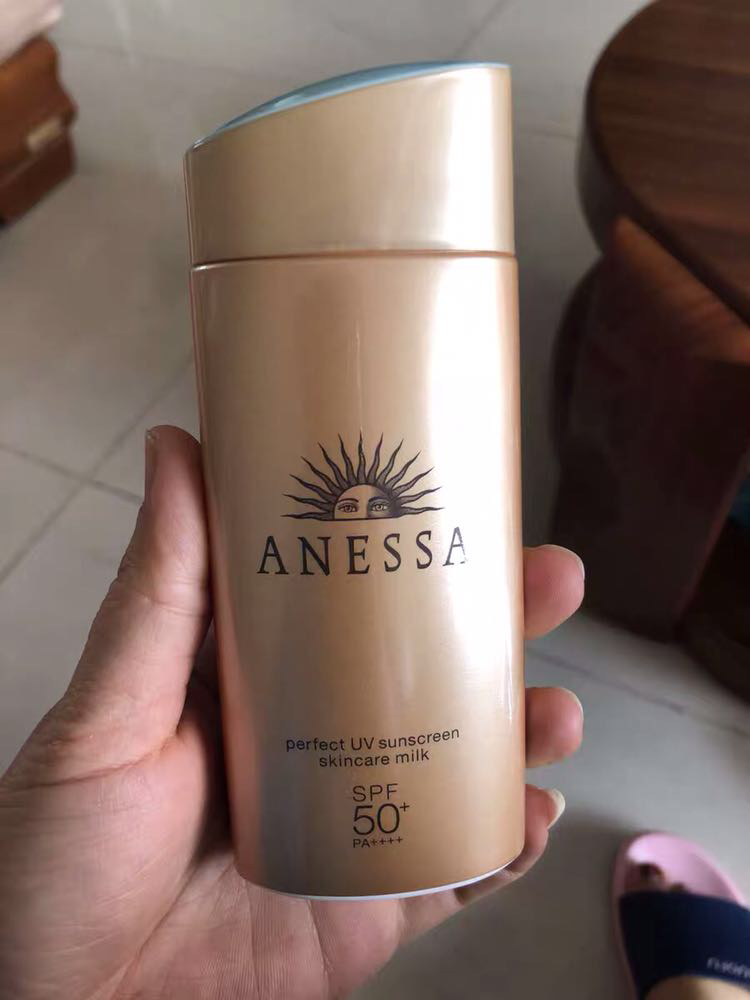 ANESSA
perfect UV sunscreen
skincare milk
SPF
50+
PA++++